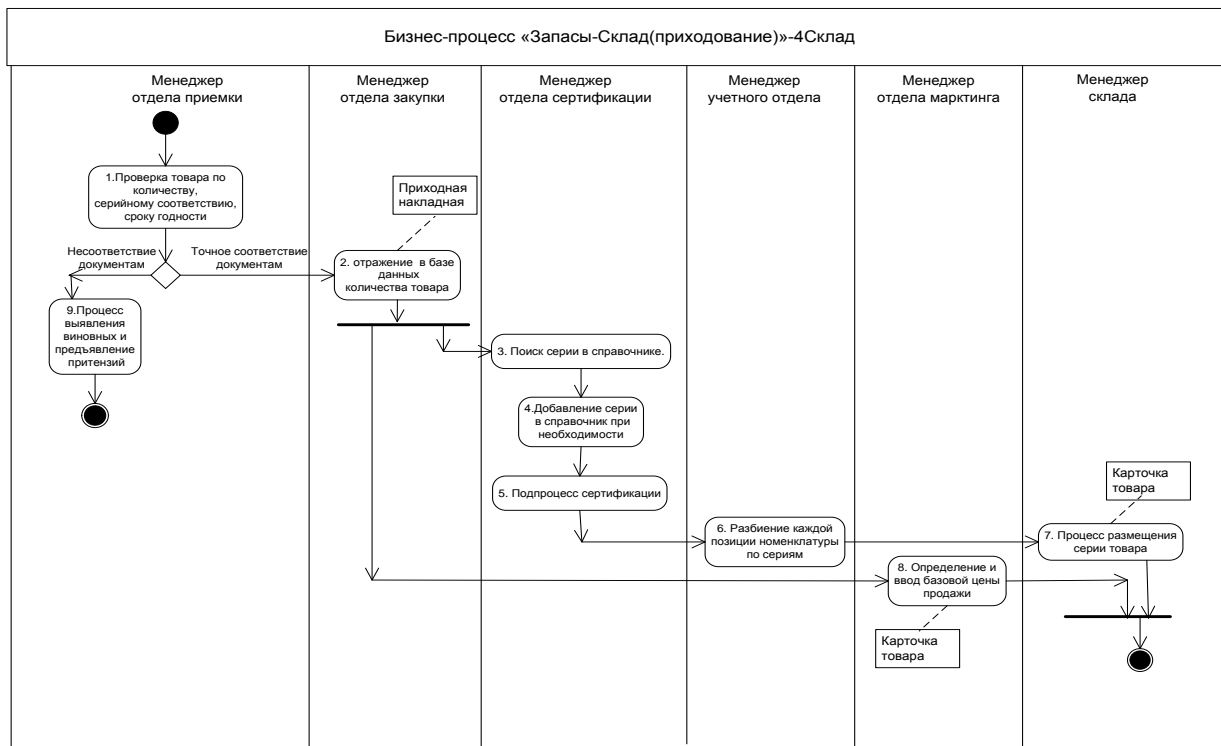 Бизнес-процесс «Запасы-Склад(приходование)»-4Склад
Менеджер
отдела приемки
Менеджер
отдела закупки
Менеджер
отдела сертификации
Менеджер
учетного отдела
Менеджер
отдела марктинга
Менеджер
склада
1.Проверка товара по
количеству,
серийному соответствию,
сроку годности
Приходная
накладная
Несоответствие
документам
Точное соответствие
документам
2. отражение в базе
данных
количества товара
9.Процесс
выявления
виновных и
предъявление
притензий
3. Поиск серии в справочнике.
4.Добавление серии
в справочник при
необходимости
5. Подпроцесс сертификации
Карточка
товара
6. Разбиение каждой
позиции номенклатуры
по сериям
7. Процесс размещения
серии товара
8. Определение и
ввод базовой цены
продажи
Карточка
товара